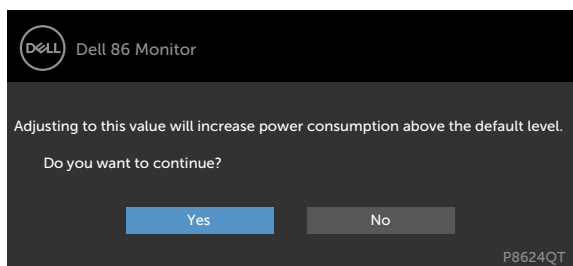 DELL Dell 86 Monitor
Adjusting to this value will increase power consumption above the default level.
Do you want to continue?
Yes No
P8624QT